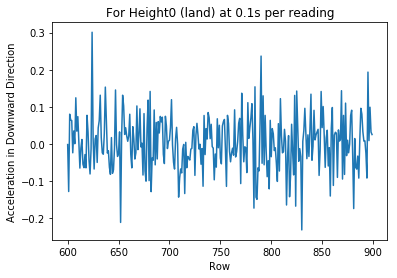 For Height0 (land) at 0.1s per reading
Acceleration in Downward Direction
0.3
0.2
0.1
0.0
−0.1
−0.2
600 650 700 750 800 850 900
Row